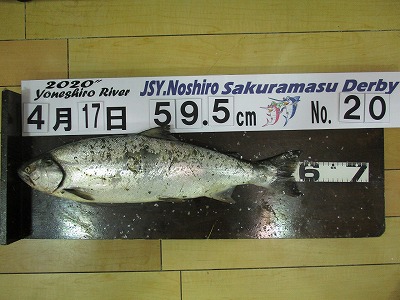 2020" JSY.Noshiro Sakuramasu Derby
Yoneshiro River
4月17日 59.5cm No.20
6 7